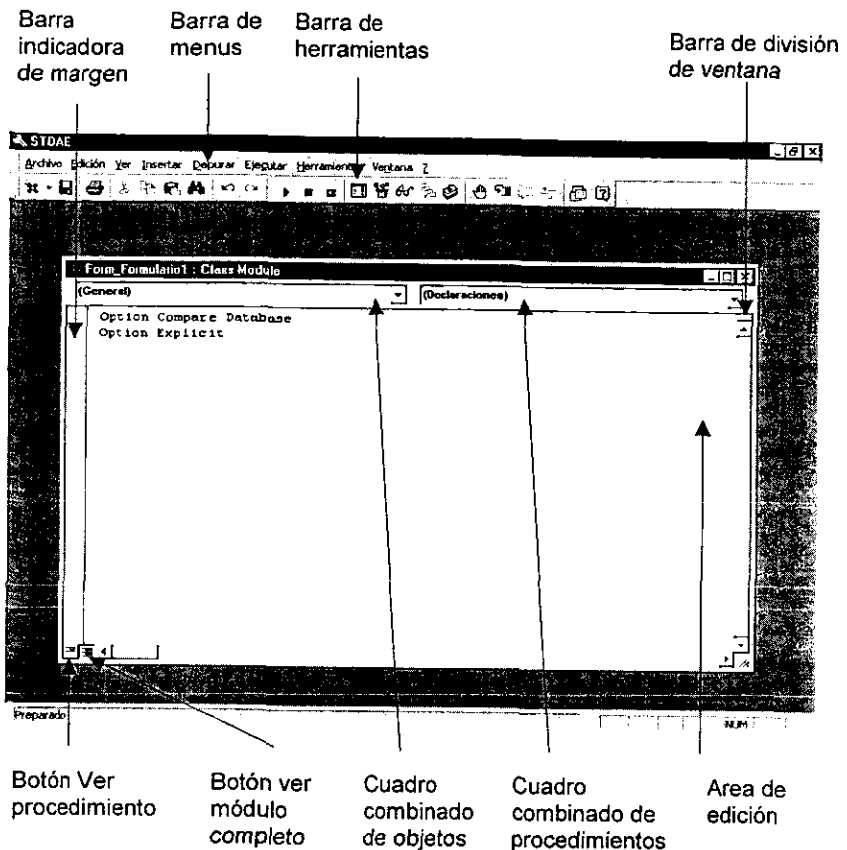 Barra
indicadora
de margen
Barra de
menus
Barra de
herramientas
Barra de división
de ventana
STDAE
Archivo Edición Ver Insertar Depurar Ejecutar Herramientas Ventana ?
Form_Formulario1 : Class Module
(General)
(Declaraciones)
Option Compare Database
Option Explicit
Preparado
NUM
Botón Ver
procedimiento
Botón ver
módulo
completo
Cuadro
combinado
de objetos
Cuadro
combinado de
procedimientos
Area de
edición